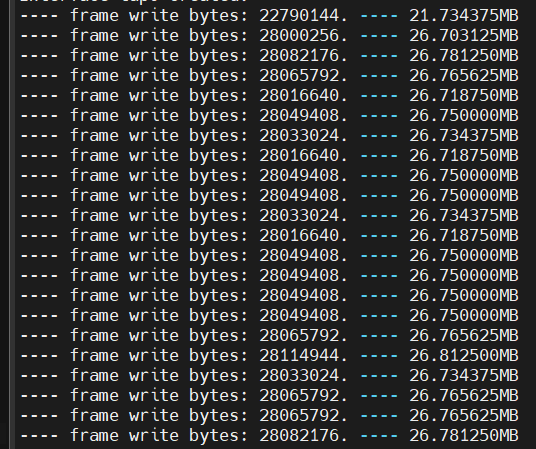 ---- frame write bytes: 22790144. ---- 21.734375MB
---- frame write bytes: 28000256. ---- 26.703125MB
---- frame write bytes: 28082176. ---- 26.781250MB
---- frame write bytes: 28065792. ---- 26.765625MB
---- frame write bytes: 28016640. ---- 26.718750MB
---- frame write bytes: 28049408. ---- 26.750000MB
---- frame write bytes: 28033024. ---- 26.734375MB
---- frame write bytes: 28016640. ---- 26.718750MB
---- frame write bytes: 28049408. ---- 26.750000MB
---- frame write bytes: 28049408. ---- 26.750000MB
---- frame write bytes: 28033024. ---- 26.734375MB
---- frame write bytes: 28016640. ---- 26.718750MB
---- frame write bytes: 28049408. ---- 26.750000MB
---- frame write bytes: 28049408. ---- 26.750000MB
---- frame write bytes: 28049408. ---- 26.750000MB
---- frame write bytes: 28049408. ---- 26.750000MB
---- frame write bytes: 28065792. ---- 26.765625MB
---- frame write bytes: 28114944. ---- 26.812500MB
---- frame write bytes: 28033024. ---- 26.734375MB
---- frame write bytes: 28065792. ---- 26.765625MB
---- frame write bytes: 28065792. ---- 26.765625MB
---- frame write bytes: 28082176. ---- 26.781250MB